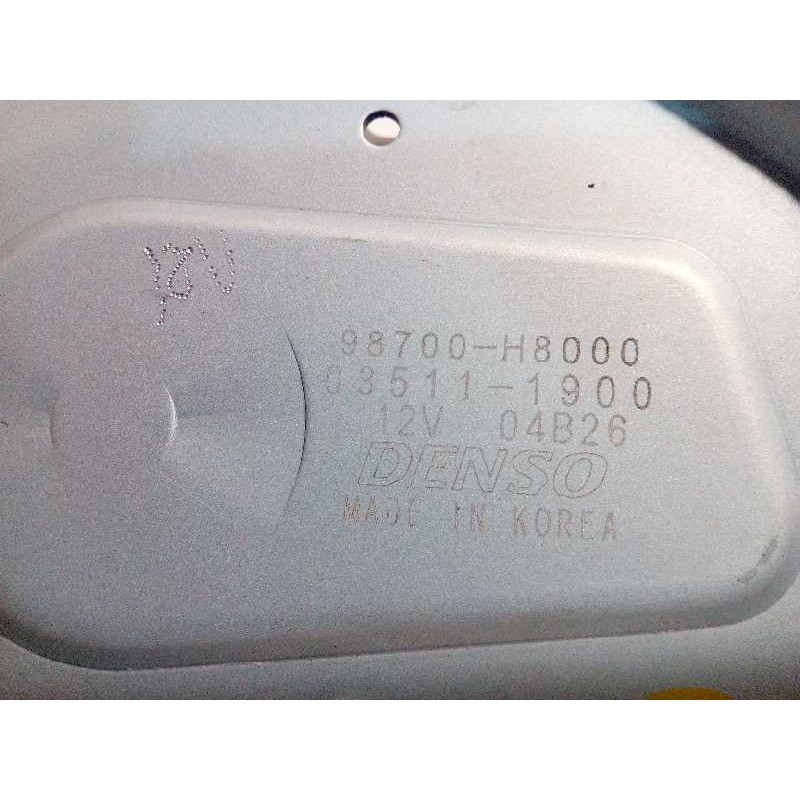 98700-H8000
03511-1900
12V 04B26
DENSO
MADE IN KOREA